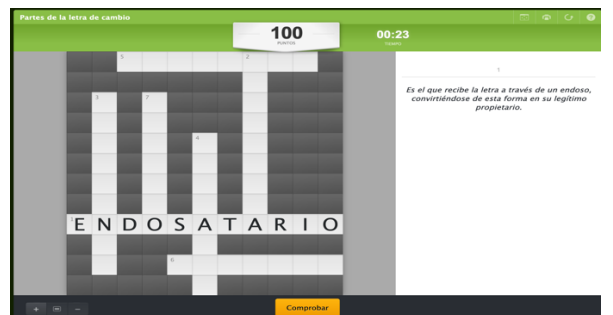 Partes de la letra de cambio
100
PUNTOS
00:23
TIEMPO
5
2
3
7
4
ENDOSATARIO
6
1
Es el que recibe la letra a través de un endoso,
convirtiéndose de esta forma en su legítimo
propietario.
Comprobar